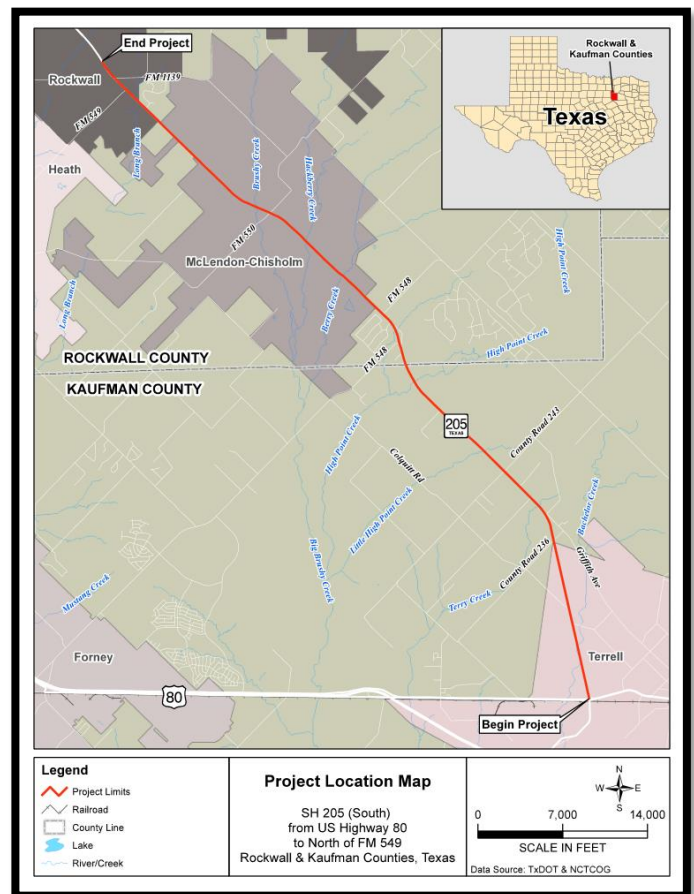 End Project
Rockwall
FM 1139
FM 549
Long Branch
Heath
Brushy Creek
Hackberry Creek
FM 550
McLendon-Chisholm
Berry Creek
FM 548
High Point Creek
Rockwall &
Kaufman Counties
Texas
Long Branch
ROCKWALL COUNTY
KAUFMAN COUNTY
FM 548
High Point Creek
205
TEXAS
County Road 243
High Point Creek
Colquitt Rd
Little High Point Creek
Big Brushy Creek
Bachelor Creek
County Road 236
Griffith Ave
Terry Creek
Mustang Creek
Forney
Terrell
80
Begin Project
Legend
Project Limits
Railroad
County Line
Lake
River/Creek
Project Location Map
SH 205 (South)
from US Highway 80
to North of FM 549
Rockwall & Kaufman Counties, Texas
N
W E
S
0 7,000 14,000
SCALE IN FEET
Data Source: TxDOT & NCTCOG